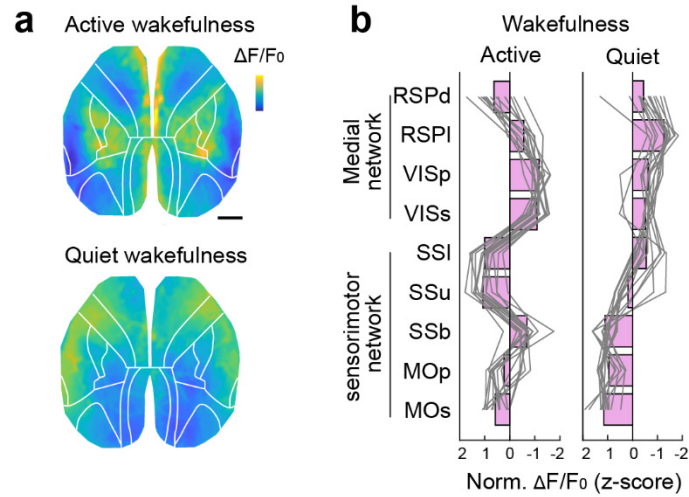 a
Active wakefulness
ΔF/F0
Quiet wakefulness
b
Wakefulness
Active Quiet
Medial network
sensorimotor network
RSPd
RSPl
VISp
VISs
SSl
SSu
SSb
MOp
MOs
2 1 0 -1 -2 2 1 0 -1 -2
Norm. ΔF/F0 (z-score)